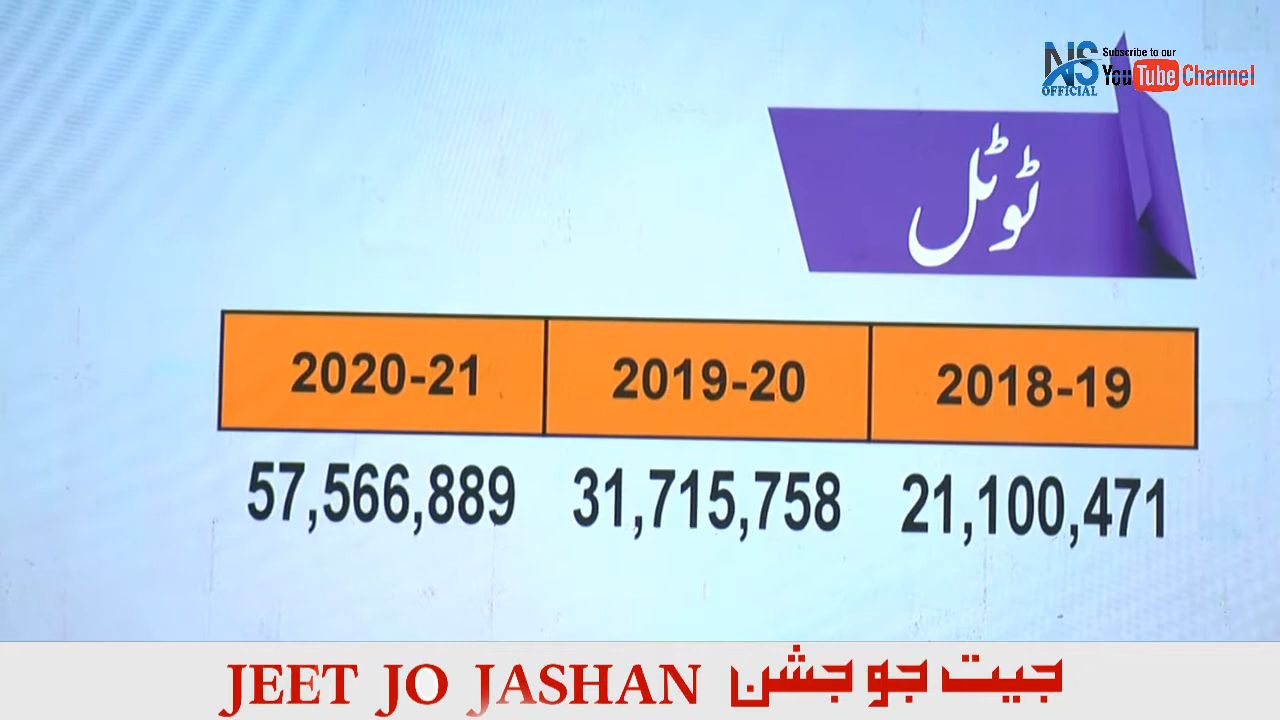 NS
OFFICIAL
Subscribe to our
YouTube Channel
ٹوٹل
2020-21 2019-20 2018-19
57,566,889 31,715,758 21,100,471
JEET JO JASHAN جيت جو جشن